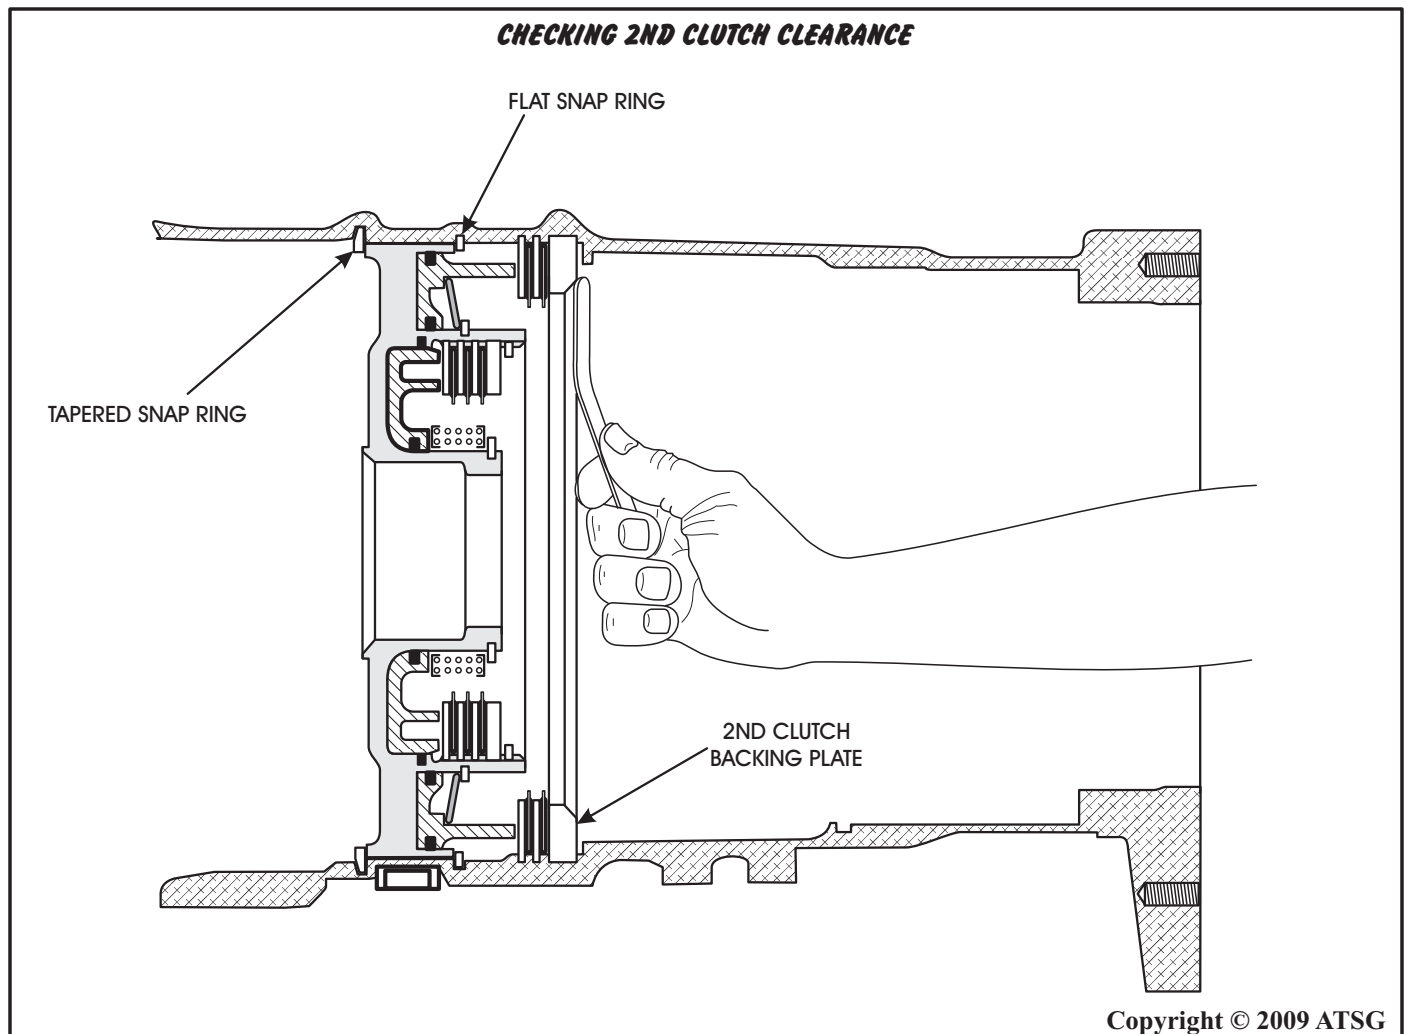 CHECKING 2ND CLUTCH CLEARANCE
FLAT SNAP RING
TAPERED SNAP RING
2ND CLUTCH
BACKING PLATE
Copyright © 2009 ATSG